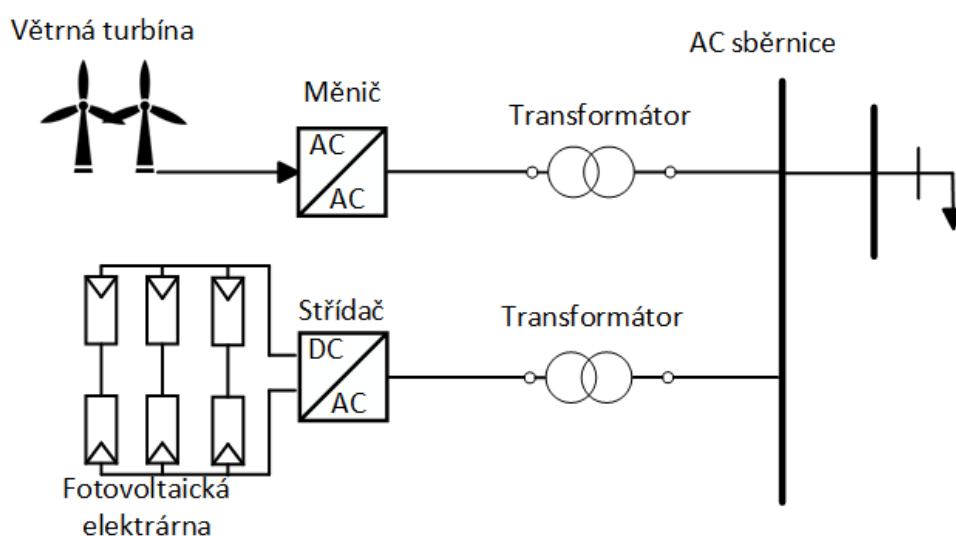 Větrná turbína
AC sběrnice
Měnič
Transformátor
AC
AC
Střídač
Transformátor
DC
AC
Fotovoltaická
elektrárna